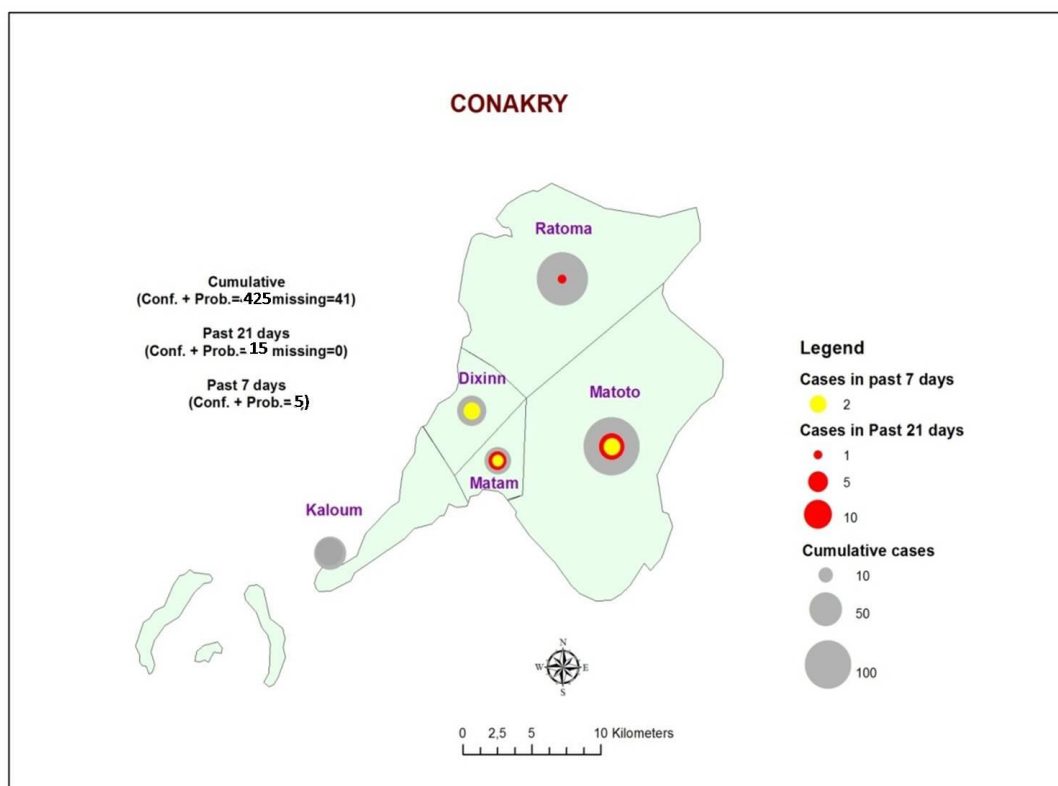 CONAKRY
Ratoma
Cumulative
(Conf. + Prob.=425 missing=41)
Past 21 days
(Conf. + Prob.=15 missing=0)
Past 7 days
(Conf. + Prob.=5)
Dixinn
Matoto
Matam
Kaloum
Legend
Cases in past 7 days
2
Cases in Past 21 days
1
5
10
Cumulative cases
10
50
100
N
W E
S
0 2,5 5 10 Kilometers